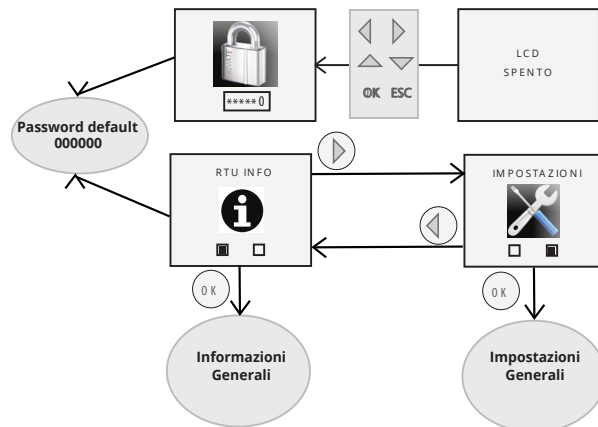 LCD
SPENTO
OK ESC
*****0
Password default
000000
RTU INFO
IMPOSTAZIONI
OK
OK
Informazioni
Generali
Impostazioni
Generali